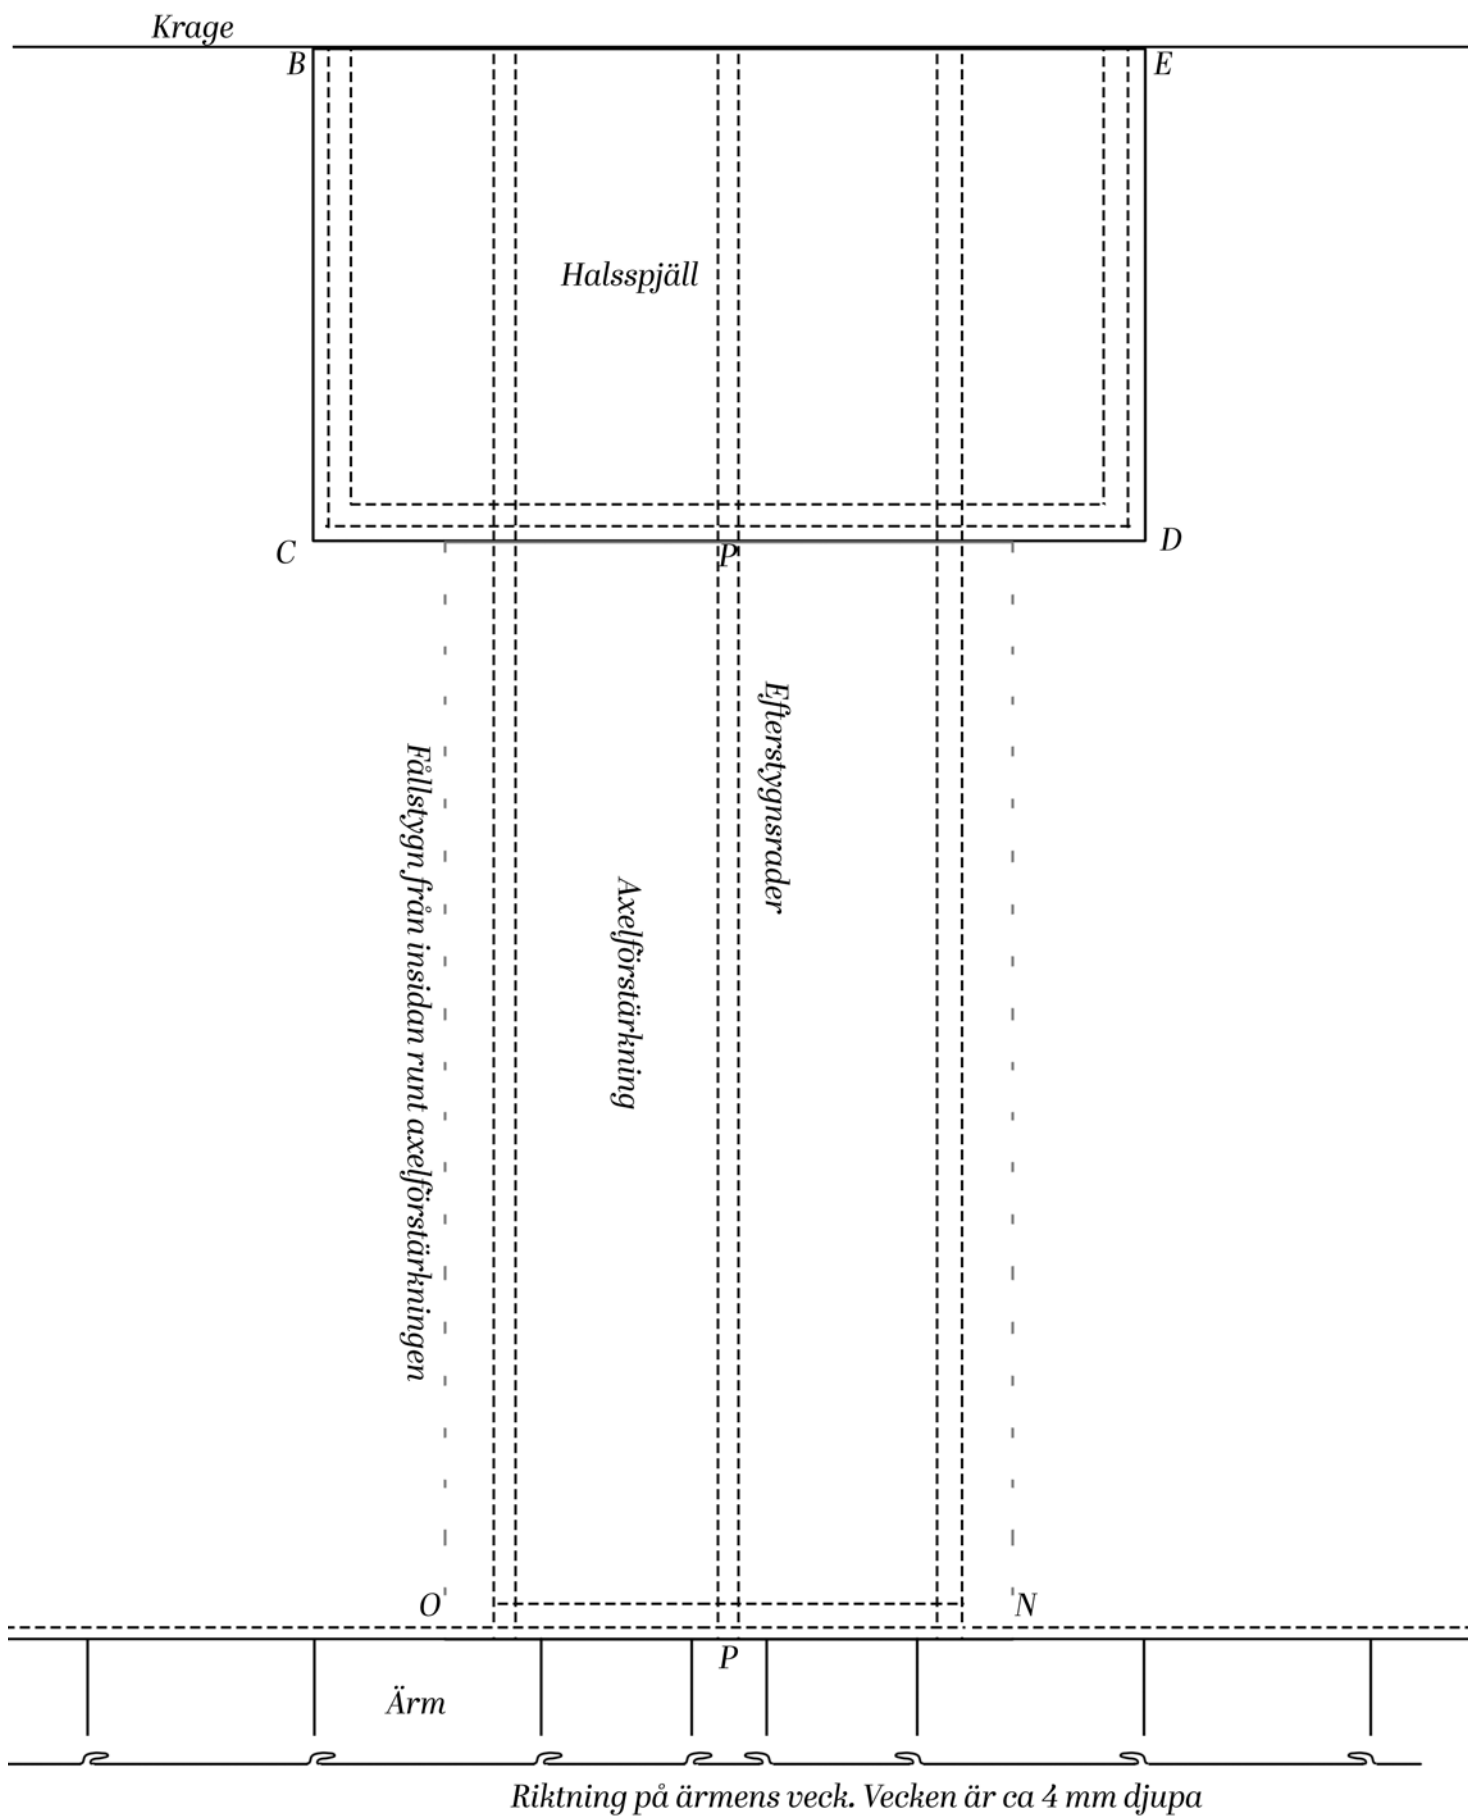 Krage
B
E
Halsspjäll
C
P
D
Efterstygnsrader
Fållstygn från insidan runt axelförstärkningen
Axelförstärkning
O
N
P
Ärm
Riktning på ärmens veck. Vecken är ca 4 mm djupa